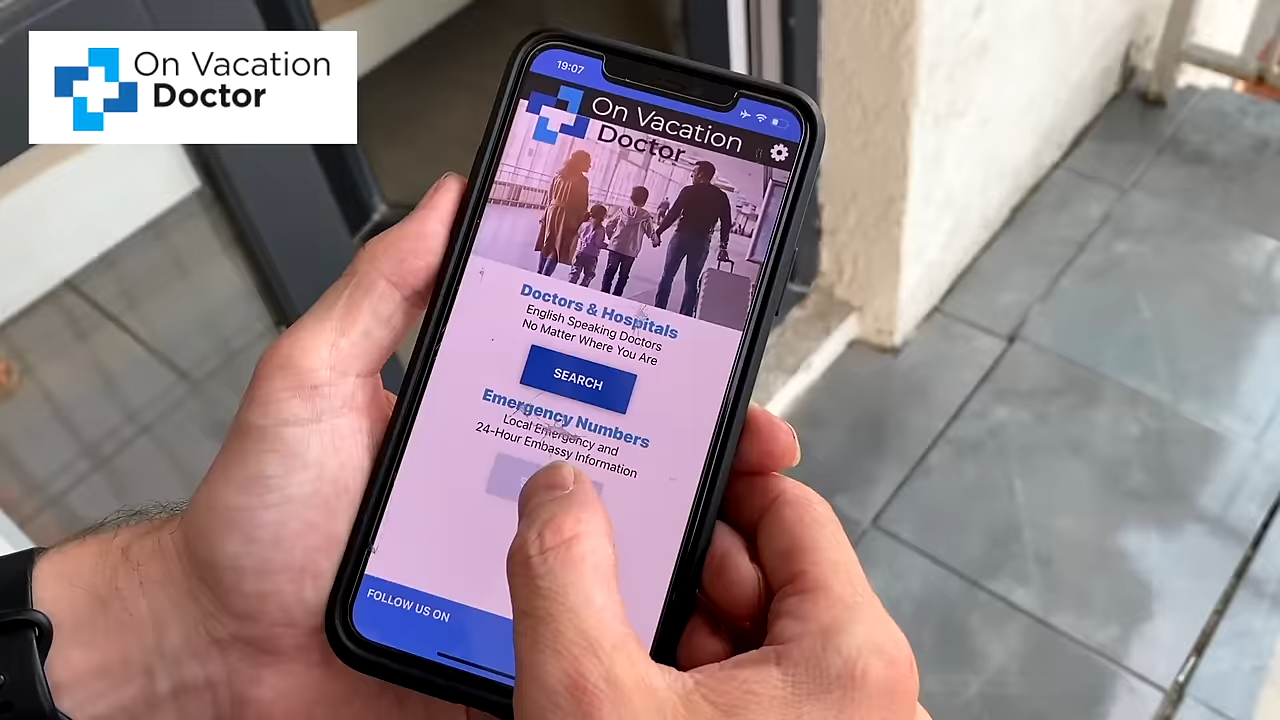 On Vacation
Doctor
19:07
On Vacation
Doctor
Doctors & Hospitals
English Speaking Doctors
No Matter Where You Are
SEARCH
Emergency Numbers
Local Emergency and
24-Hour Embassy Information
FOLLOW US ON